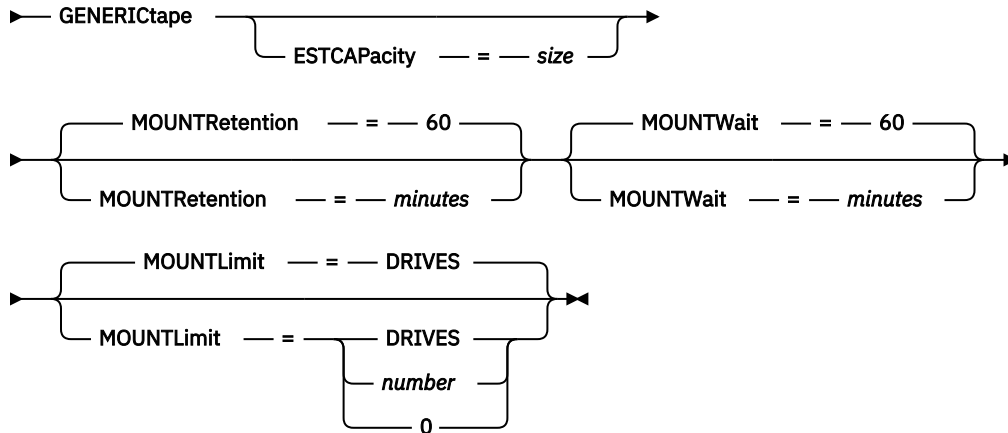 GENERICtape
ESTCAPacity = size
MOUNTRetention = 60 MOUNTWait = 60
MOUNTRetention = minutes MOUNTWait = minutes
MOUNTLimit = DRIVES
MOUNTLimit = DRIVES
number
0